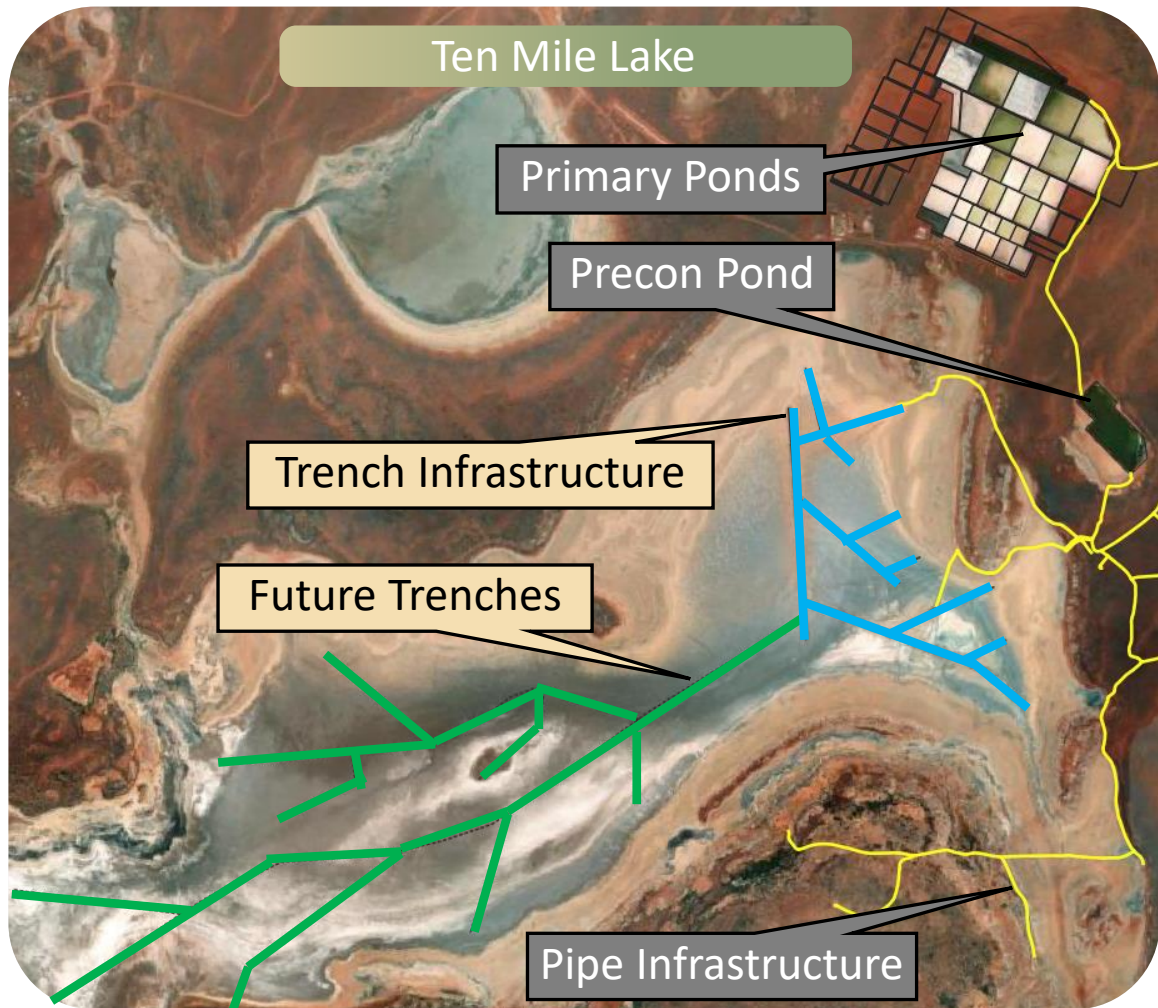 Ten Mile Lake
Primary Ponds
Precon Pond
Trench Infrastructure
Future Trenches
Pipe Infrastructure